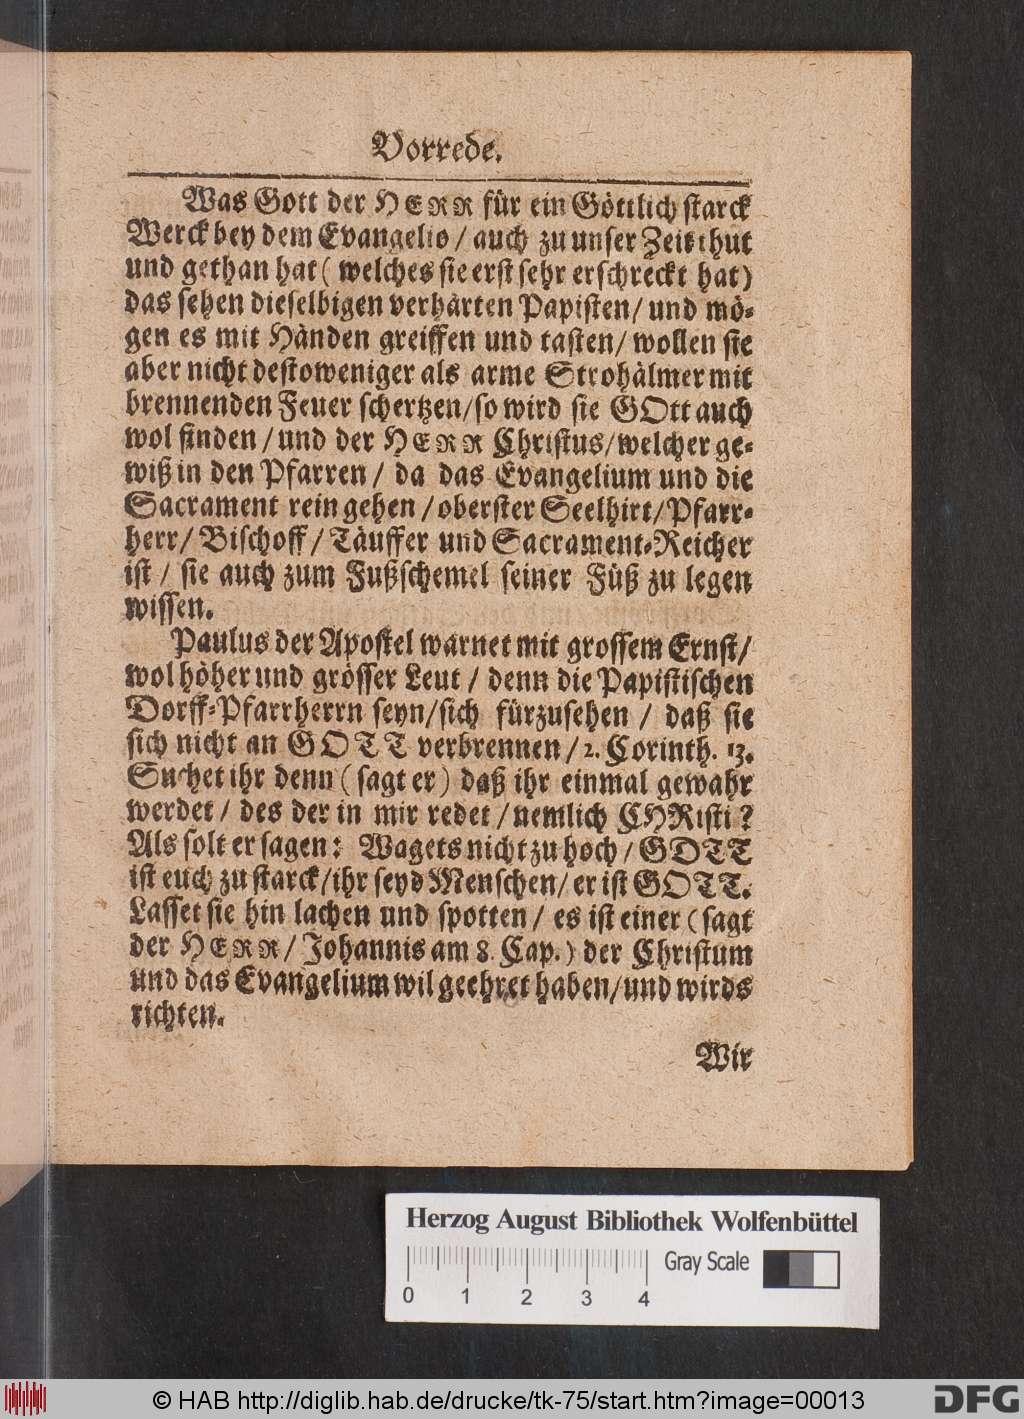 Vorrede.
Was Gott der HERR für ein Göttlich starck
Werck bey dem Evangelio / auch zu unser Zeit thut
und gethan hat ( welches sie erst sehr erschreckt hat)
das sehen dieselbigen verhärten Papisten / und mö-
gen es mit Händen greiffen und tasten / wollen sie
aber nicht destoweniger als arme Strohälmer mit
brennenden Feuer schertzen / so wird sie GOtt auch
wol finden / und der HERR Christus / welcher ge-
wiß in den Pfarren / da das Evangelium und die
Sacrament rein gehen / oberster Seelhirt / Pfarr-
herr / Bischoff / Täuffer und Sacrament-Reicher
ist / sie auch zum Fußschemel seiner Füß zu legen
wissen.
Paulus der Apostel warnet mit grossem Ernst /
wol höher und grösser Leut / denn die Papistischen
Dorff-Pfarrherrn seyn / sich fürzusehen / daß sie
sich nicht an GOTT verbrennen / 2. Corinth. 13.
Suchet ihr denn ( sagt er ) daß ihr einmal gewahr
werdet / des der in mir redet / nemlich CHRisti ?
Als solt er sagen : Wagets nicht zu hoch / GOTT
ist euch zu starck / ihr seyd Menschen / er ist GOTT.
Lasset sie hin lachen und spotten / es ist einer ( sagt
der HERR / Johannis am 8. Cap. ) der Christum
und das Evangelium wil geehret haben / und wirds
richten.
Wir
Herzog August Bibliothek Wolfenbüttel
0 1 2 3 4 Gray Scale
© HAB http://diglib.hab.de/drucke/tk-75/start.htm?image=00013
DFG